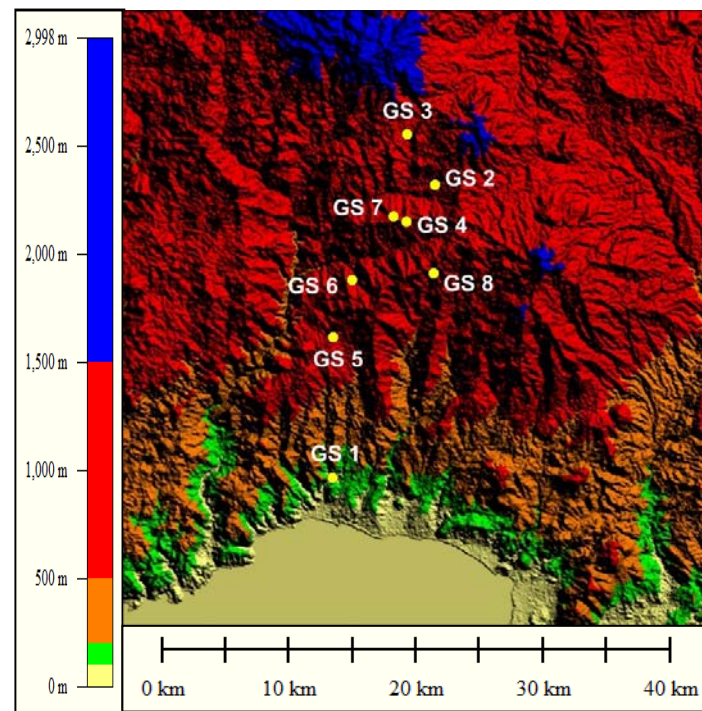 2,998 m
2,500 m
2,000 m
1,500 m
1,000 m
500 m
0 m
GS 3
GS 2
GS 7
GS 4
GS 6
GS 8
GS 5
GS 1
0 km
10 km
20 km
30 km
40 km